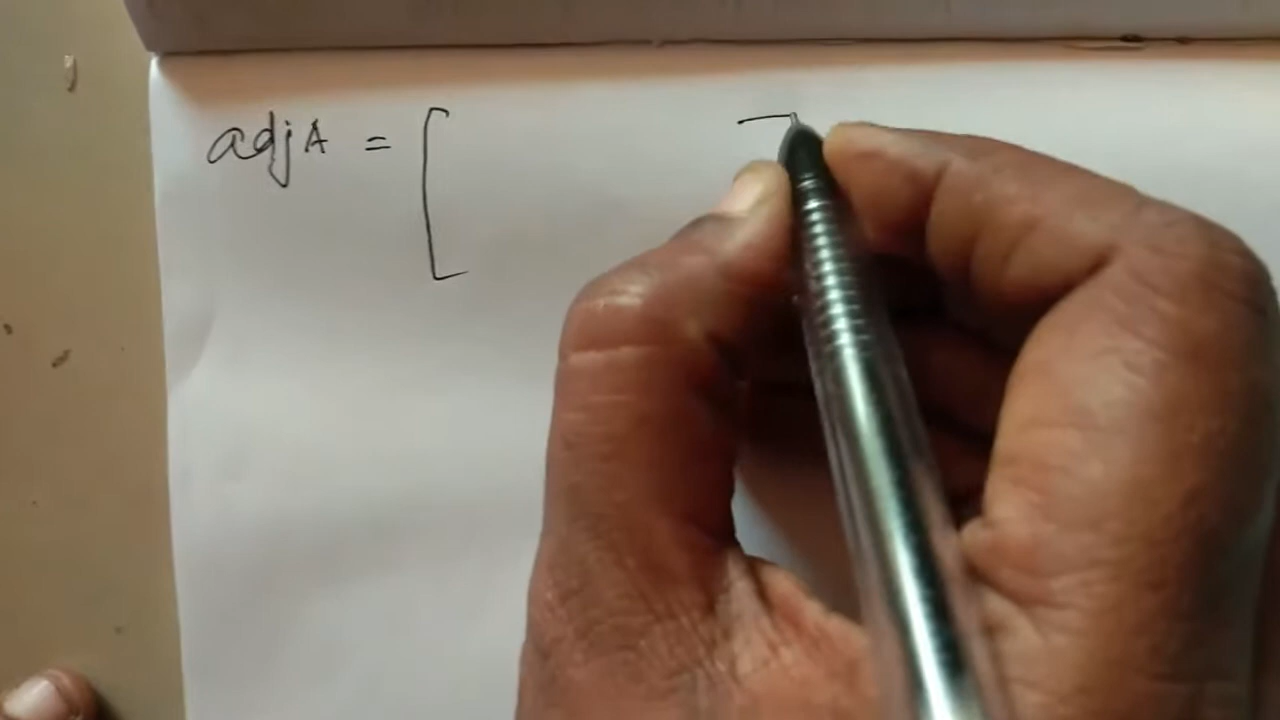 adj A = [ ]